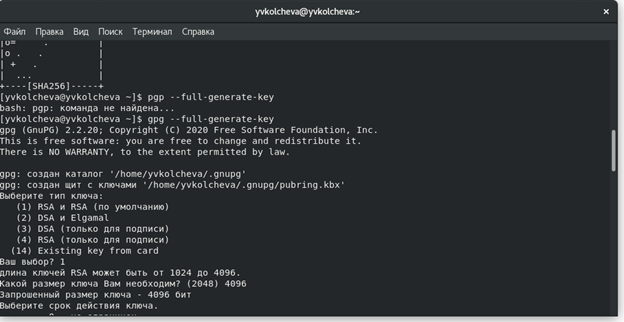 yvkolcheva@yvkolcheva:~
Файл Правка Вид Поиск Терминал Справка
|o= . |
|o . . |
| + . |
| ... |
+----[SHA256]-----+
[yvkolcheva@yvkolcheva ~]$ pgp --full-generate-key
bash: pgp: команда не найдена...
[yvkolcheva@yvkolcheva ~]$ gpg --full-generate-key
gpg (GnuPG) 2.2.20; Copyright (C) 2020 Free Software Foundation, Inc.
This is free software: you are free to change and redistribute it.
There is NO WARRANTY, to the extent permitted by law.
gpg: создан каталог '/home/yvkolcheva/.gnupg'
gpg: создан щит с ключами '/home/yvkolcheva/.gnupg/pubring.kbx'
Выберите тип ключа:
(1) RSA и RSA (по умолчанию)
(2) DSA и Elgamal
(3) DSA (только для подписи)
(4) RSA (только для подписи)
(14) Existing key from card
Ваш выбор? 1
длина ключей RSA может быть от 1024 до 4096.
Какой размер ключа Вам необходим? (2048) 4096
Запрошенный размер ключа - 4096 бит
Выберите срок действия ключа.